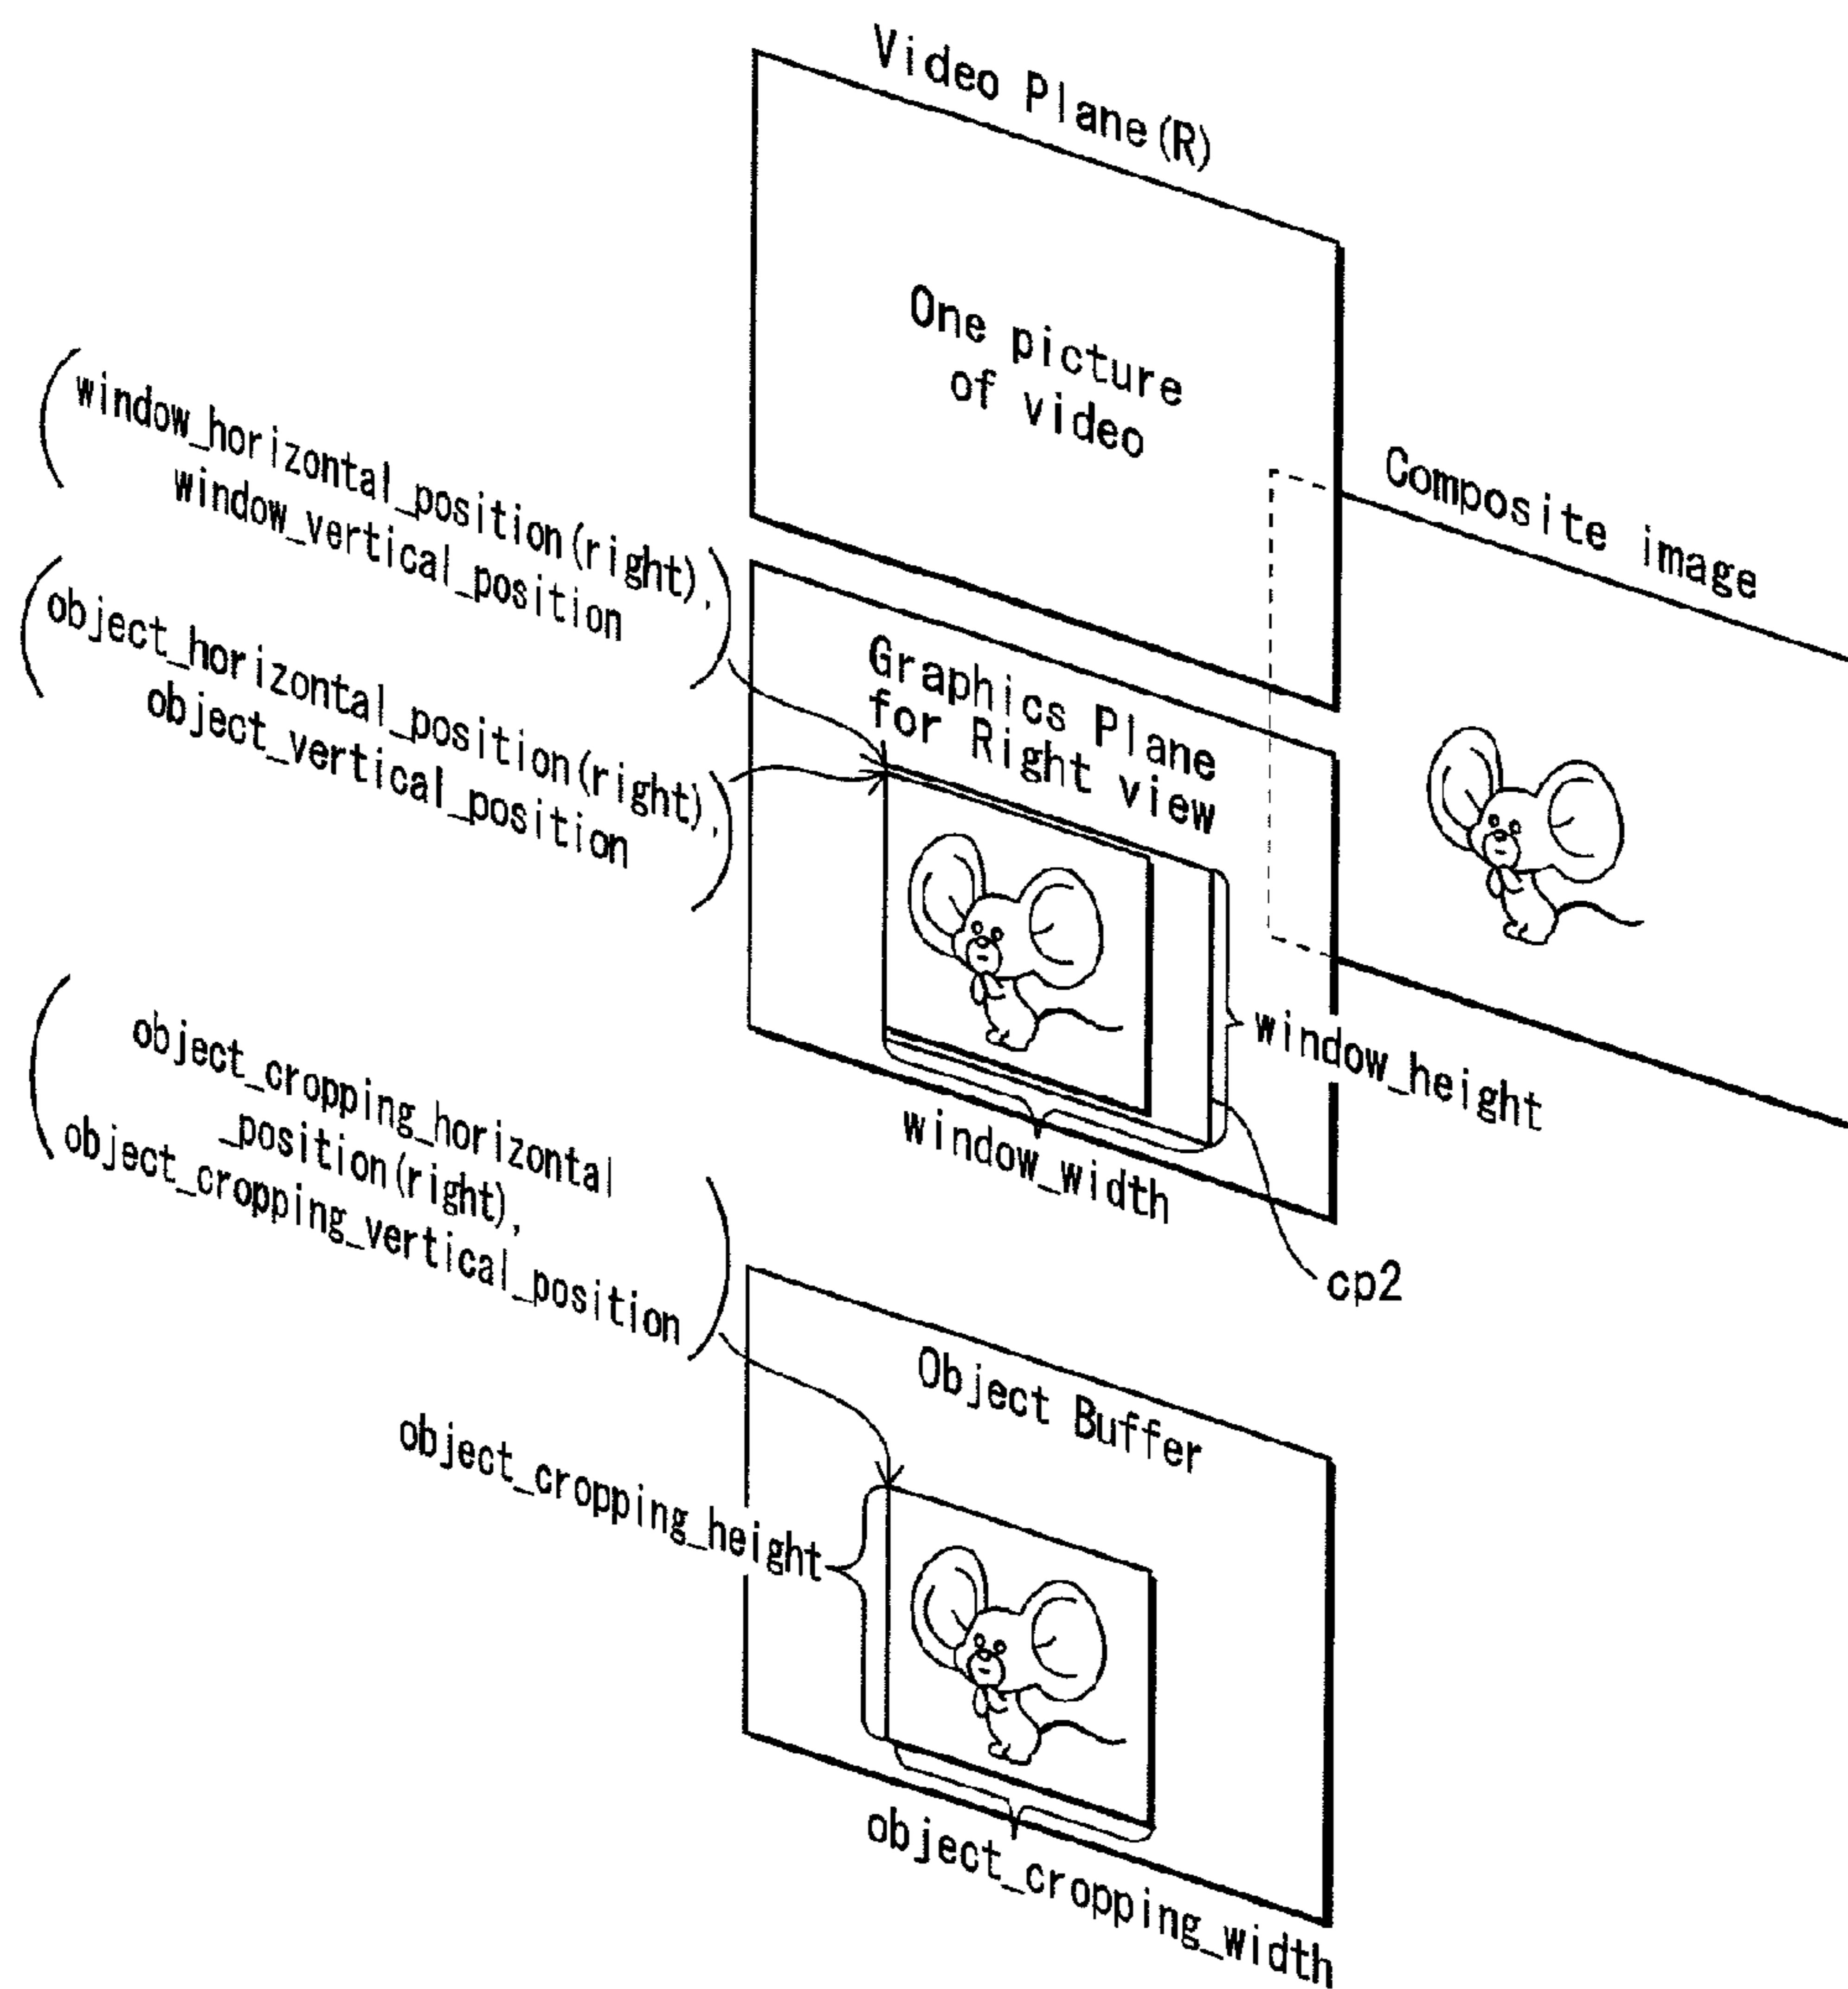 Video Plane(R)
One picture
of video
Composite image
(window_horizontal_position(right),
window_vertical_position)
(object_horizontal_position(right),
object_vertical_position)
Graphics Plane
for Right view
window_height
window_width
cp2
(object_cropping_horizontal
_position(right),
object_cropping_vertical_position)
Object Buffer
object_cropping_height
object_cropping_width